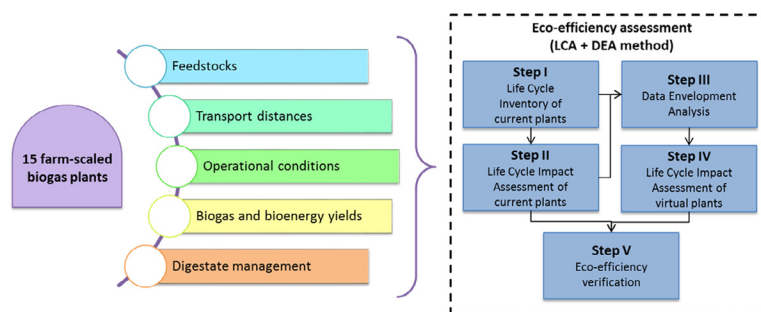 15 farm-scaled
biogas plants
Feedstocks
Transport distances
Operational conditions
Biogas and bioenergy yields
Digestate management
Eco-efficiency assessment
(LCA + DEA method)
Step I
Life Cycle
Inventory of
current plants
Step II
Life Cycle Impact
Assessment of
current plants
Step III
Data Envelopment
Analysis
Step IV
Life Cycle Impact
Assessment of
virtual plants
Step V
Eco-efficiency
verification